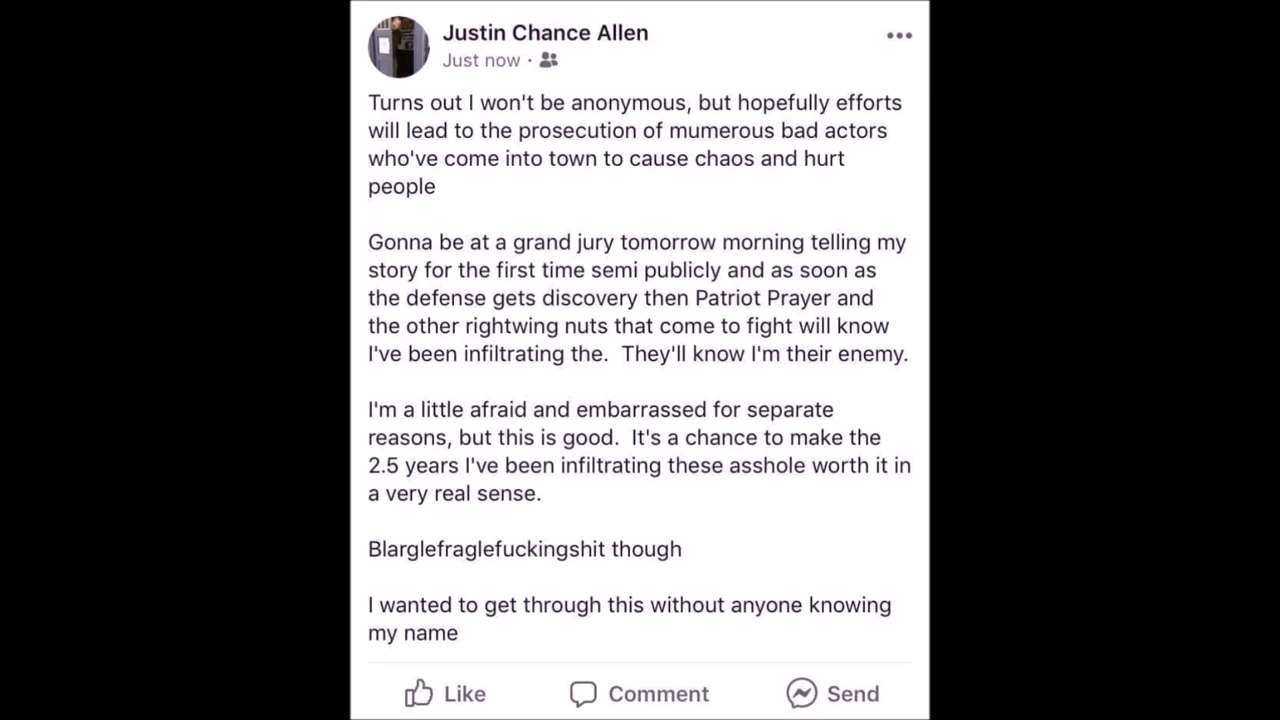 Justin Chance Allen
Just now ·
Turns out I won't be anonymous, but hopefully efforts
will lead to the prosecution of mumerous bad actors
who've come into town to cause chaos and hurt
people
Gonna be at a grand jury tomorrow morning telling my
story for the first time semi publicly and as soon as
the defense gets discovery then Patriot Prayer and
the other rightwing nuts that come to fight will know
I've been infiltrating the.  They'll know I'm their enemy.
I'm a little afraid and embarrassed for separate
reasons, but this is good.  It's a chance to make the
2.5 years I've been infiltrating these asshole worth it in
a very real sense.
Blarglefraglefuckingshit though
I wanted to get through this without anyone knowing
my name
Like Comment Send